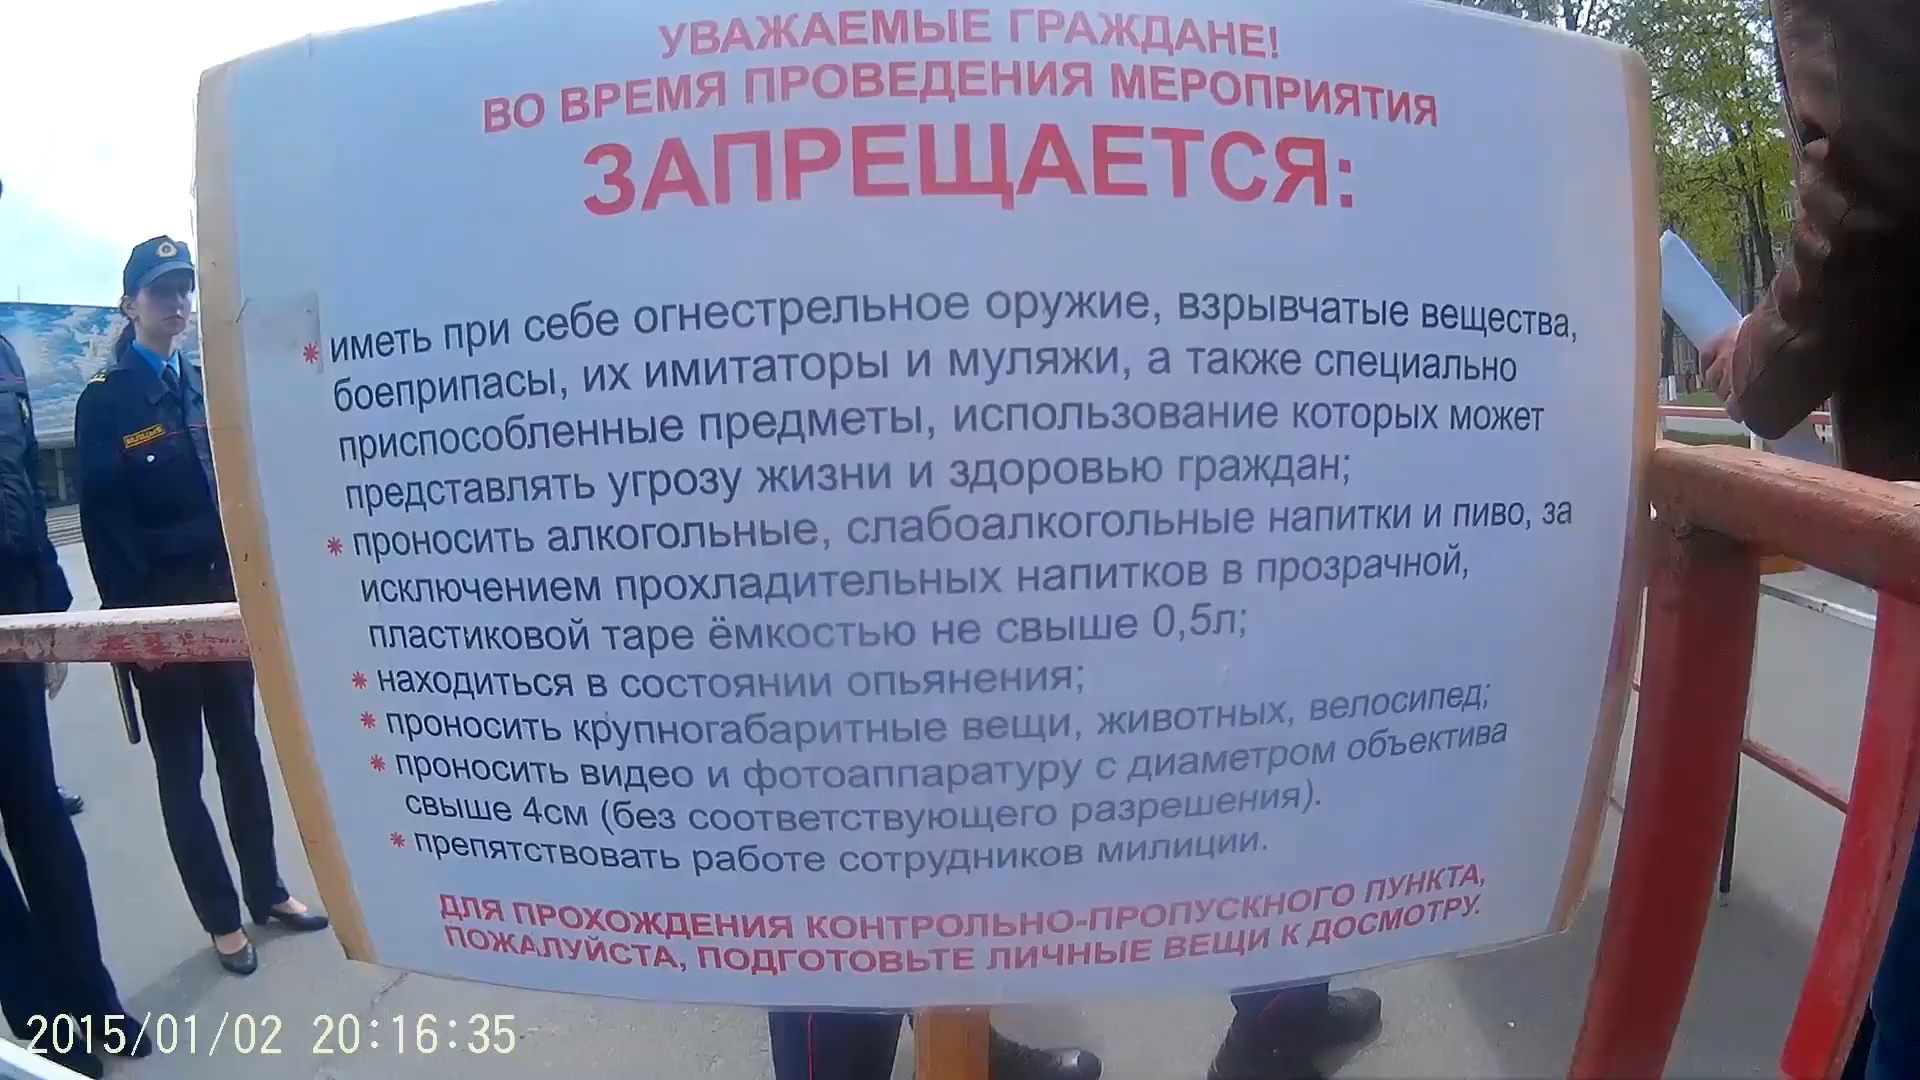 УВАЖАЕМЫЕ ГРАЖДАНЕ!
ВО ВРЕМЯ ПРОВЕДЕНИЯ МЕРОПРИЯТИЯ
ЗАПРЕЩАЕТСЯ:
* иметь при себе огнестрельное оружие, взрывчатые вещества,
боеприпасы, их имитаторы и муляжи, а также специально
приспособленные предметы, использование которых может
представлять угрозу жизни и здоровью граждан;
* проносить алкогольные, слабоалкогольные напитки и пиво, за
исключением прохладительных напитков в прозрачной,
пластиковой таре ёмкостью не свыше 0,5л;
* находиться в состоянии опьянения;
* проносить крупногабаритные вещи, животных, велосипед;
* проносить видео и фотоаппаратуру с диаметром объектива
свыше 4см (без соответствующего разрешения).
* препятствовать работе сотрудников милиции.
ДЛЯ ПРОХОЖДЕНИЯ КОНТРОЛЬНО-ПРОПУСКНОГО ПУНКТА,
ПОЖАЛУЙСТА, ПОДГОТОВЬТЕ ЛИЧНЫЕ ВЕЩИ К ДОСМОТРУ.
2015/01/02 20:16:35